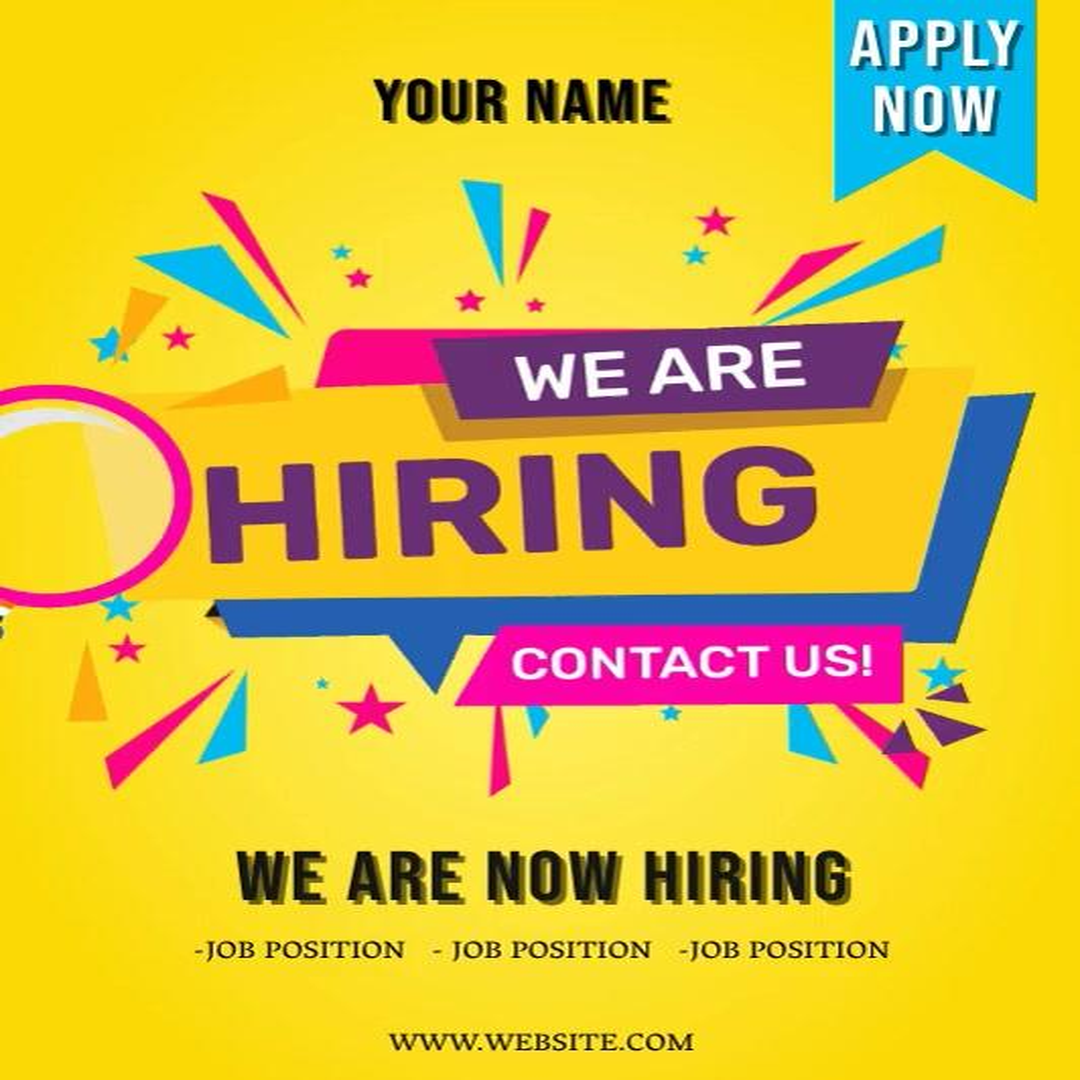 APPLY
NOW
YOUR NAME
WE ARE
HIRING
CONTACT US!
WE ARE NOW HIRING
-JOB POSITION - JOB POSITION -JOB POSITION
WWW.WEBSITE.COM